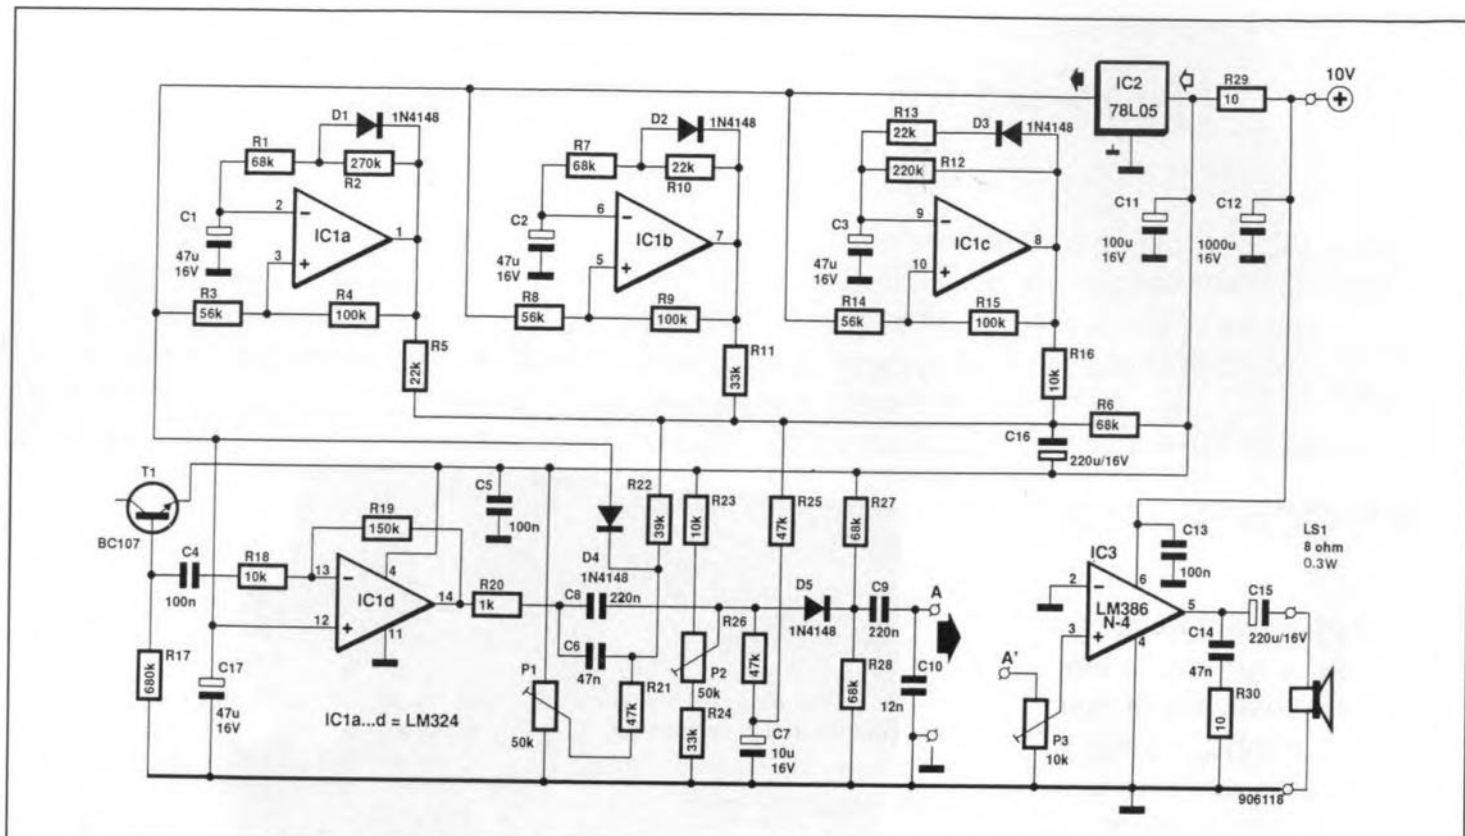 D1
1N4148
R1
68k
270k
R2
C1
47u
16V
2
3
IC1a
1
R3
56k
R4
100k
R5
22k
D2
1N4148
R7
68k
22k
R10
C2
47u
16V
6
5
IC1b
7
R8
56k
R9
100k
R11
33k
R13
22k
D3
1N4148
R12
220k
C3
47u
16V
9
10
IC1c
8
R14
56k
R15
100k
R16
10k
IC2
78L05
R29
10
10V
C11
100u
16V
C12
1000u
16V
R6
68k
C16
220u/16V
T1
BC107
C4
100n
R18
10k
R19
150k
C5
100n
13
12
4
IC1d
14
11
R17
680k
C17
47u
16V
IC1a...d = LM324
R20
1k
D4
1N4148
C8
220n
C6
47n
R22
39k
R21
47k
P1
50k
R23
10k
P2
50k
R24
33k
R25
47k
R26
47k
C7
10u
16V
D5
1N4148
R27
68k
R28
68k
C9
220n
C10
12n
A
A'
P3
10k
IC3
LM386
N-4
2
3
6
5
4
C13
100n
C14
47n
R30
10
C15
220u/16V
LS1
8 ohm
0.3W
906118